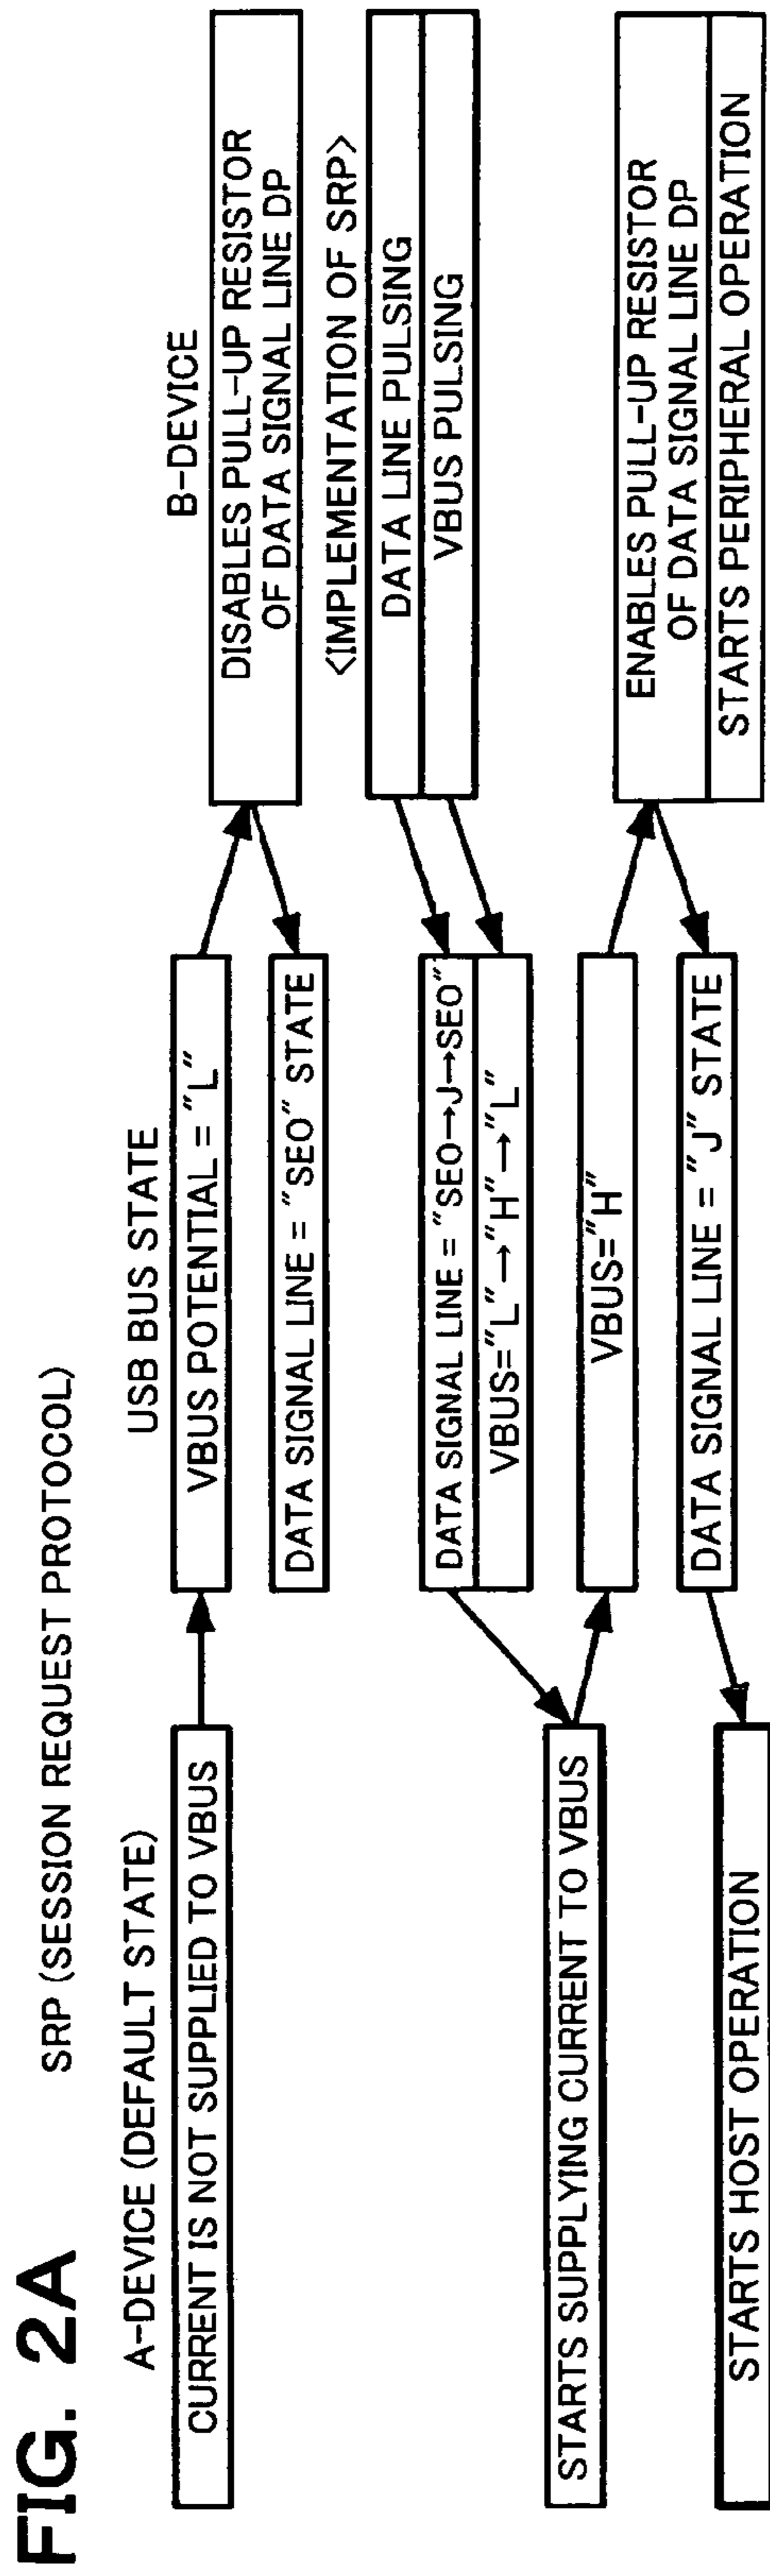 FIG. 2A
SRP (SESSION REQUEST PROTOCOL)
A-DEVICE (DEFAULT STATE)
USB BUS STATE
B-DEVICE
CURRENT IS NOT SUPPLIED TO VBUS
VBUS POTENTIAL = "L"
DISABLES PULL-UP RESISTOR
OF DATA SIGNAL LINE DP
DATA SIGNAL LINE = "SEO" STATE
<IMPLEMENTATION OF SRP>
DATA LINE PULSING
VBUS PULSING
DATA SIGNAL LINE = "SEO→J→SEO"
VBUS="L"→"H"→"L"
STARTS SUPPLYING CURRENT TO VBUS
VBUS="H"
ENABLES PULL-UP RESISTOR
OF DATA SIGNAL LINE DP
STARTS PERIPHERAL OPERATION
DATA SIGNAL LINE = "J" STATE
STARTS HOST OPERATION